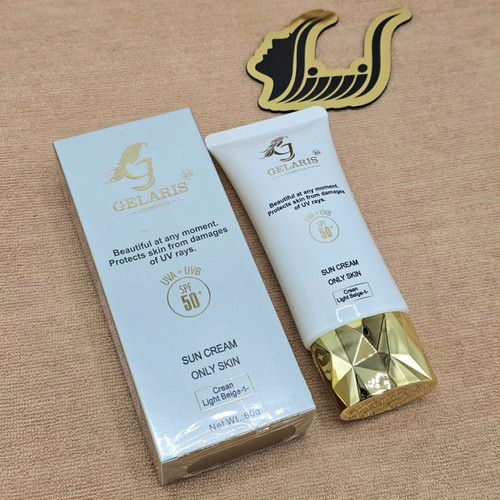 GELARIS
COSMETICS
Beautiful at any moment.
Protects skin from damages
of UV rays.
UVA + UVB
SPF
50+
SUN CREAM
ONLY SKIN
Crean
Light Beige-1-
Net Wt. 60g
GELARIS
COSMETICS
Beautiful at any moment.
Protects skin from damages
of UV rays.
UVA + UVB
SPF
50+
SUN CREAM
ONLY SKIN
Crean
Light Beige-1-